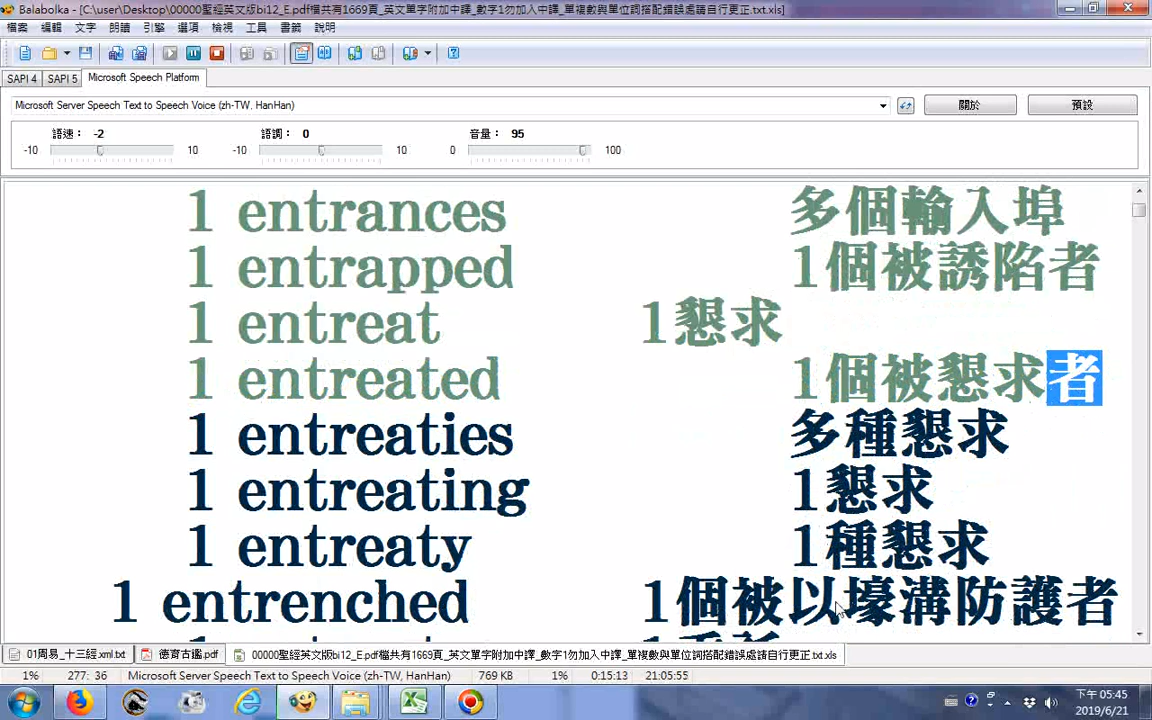 Balabolka - [C:\user\Desktop\00000聖經英文版bi12_E.pdf檔共有1669頁_英文單字附加中譯_數字1勿加入中譯_單複數與單位詞搭配錯誤處請自行更正.txt.xls]
檔案 編輯 文字 朗讀 引擎 選項 檢視 工具 書籤 說明
SAPI 4 SAPI 5 Microsoft Speech Platform
Microsoft Server Speech Text to Speech Voice (zh-TW, HanHan) 關於 預設
語速： -2 語調： 0 音量： 95
-10 10 -10 10 0 100
1 entrances 多個輸入埠
1 entrapped 1個被誘陷者
1 entreat 1懇求
1 entreated 1個被懇求者
1 entreaties 多種懇求
1 entreating 1懇求
1 entreaty 1種懇求
1 entrenched 1個被以壕溝防護者
01周易_十三經.xml.txt 德育古鑑.pdf 00000聖經英文版bi12_E.pdf檔共有1669頁_英文單字附加中譯_數字1勿加入中譯_單複數與單位詞搭配錯誤處請自行更正.txt.xls
1% 277: 36 Microsoft Server Speech Text to Speech Voice (zh-TW, HanHan) 769 KB 1% 0:15:13 21:05:55
下午 05:45
2019/6/21